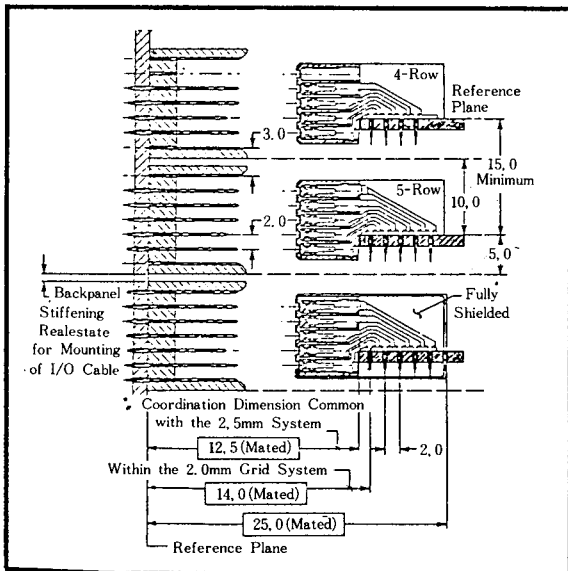 4-Row
Reference
Plane
3.0
15,0
Minimum
10,0
5-Row
2.0
5,0
Backpanel
Stiffening
Realestate
for Mounting
of I/O Cable
Fully
Shielded
Coordination Dimension Common
with the 2,5mm System
12,5(Mated)
2,0
Within the 2.0mm Grid System
14,0(Mated)
25,0(Mated)
Reference Plane